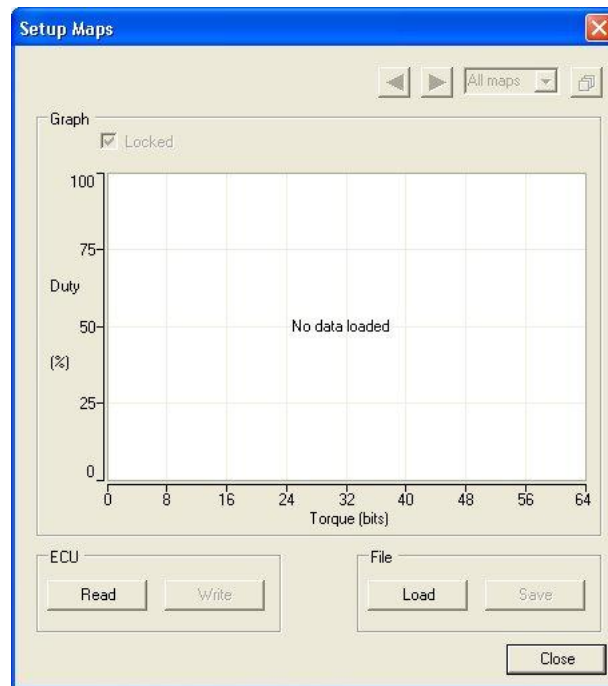 Setup Maps
All maps
Graph
Locked
100
75
Duty
50
No data loaded
(%)
25
0
0 8 16 24 32 40 48 56 64
Torque (bits)
ECU
File
Read Write
Load Save
Close